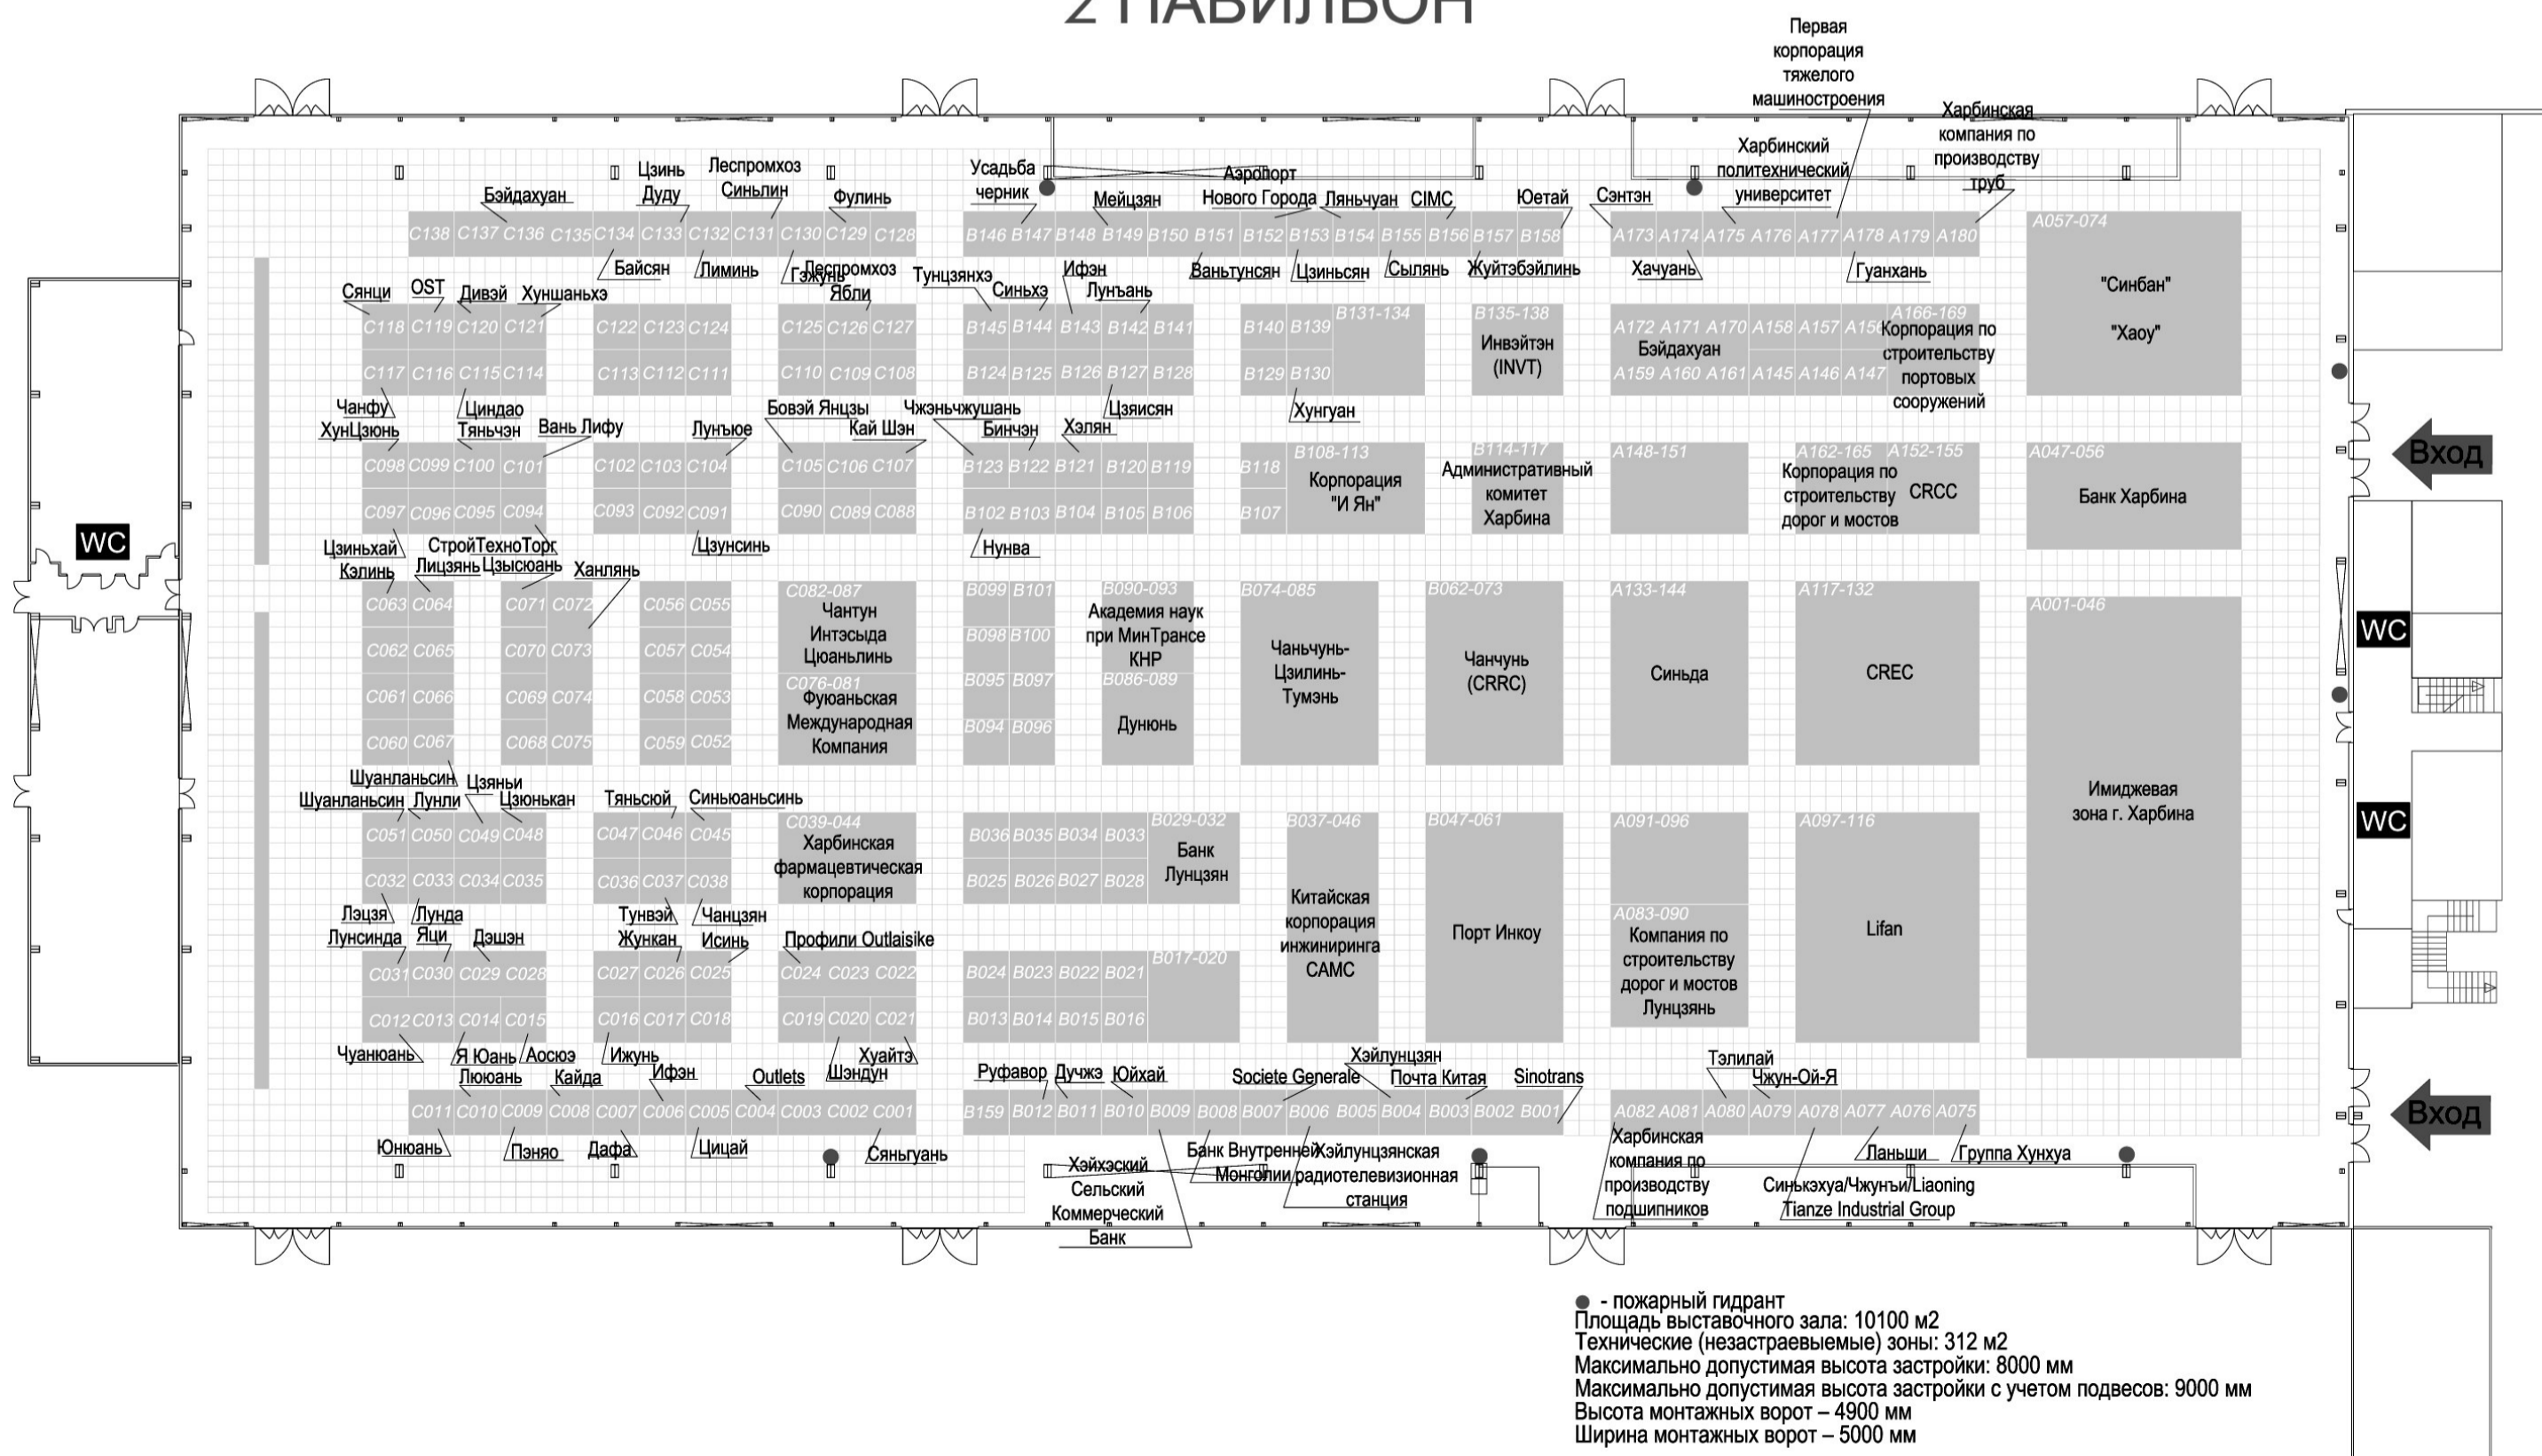 2 ПАВИЛЬОН
Первая
корпорация
тяжелого
машиностроения
Харбинская
компания по
производству
труб
Харбинский
политехнический
университет
Бэйдахуан
Цзинь
Дуду
Леспромхоз
Синьлин
Фулинь
Усадьба
черник
Мейцзян
Аэропорт
Нового Города
Ляньчуан
CIMC
Юетай
Сэнтэн
C138 C137 C136 C135 C134 C133 C132 C131 C130 C129 C128
B146 B147 B148 B149 B150 B151 B152 B153 B154 B155 B156 B157 B158
A173 A174 A175 A176 A177 A178 A179 A180
A057-074
"Синбан"
"Хаоу"
Байсян
Лиминь
Гэжунь
Леспромхоз
Ябли
Тунцзянхэ
Синьхэ
Ифэн
Лунъань
Ваньтунсян
Цзиньсян
Сылянь
Жуйтэбэйлинь
Хачуань
Гуанхань
Сянци
OST
Дивэй
Хуншаньхэ
C118 C119 C120 C121
C122 C123 C124
C125 C126 C127
B145 B144 B143 B142 B141
B140 B139
B131-134
B135-138
Инвэйтэн
(INVT)
A172 A171 A170 A158 A157
Бэйдахуан
A166-169
Корпорация по
строительству
портовых
сооружений
C117 C116 C115 C114
C113 C112 C111
C110 C109 C108
B124 B125 B126 B127 B128
B129 B130
A159 A160 A161 A145 A146 A147
Чанфу
Циндао
Цзяисян
Хунгуан
ХунЦзюнь
Тяньчэн
Вань Лифу
Лунъюе
Бовэй Янцзы
Кай Шэн
Чжэньчжушань
Бинчэн
Хэлян
C098 C099 C100 C101
C102 C103 C104
C105 C106 C107
B123 B122 B121 B120 B119
B118
B108-113
Корпорация
"И Ян"
B114-117
Административный
комитет
Харбина
A148-151
A162-165
Корпорация по
строительству
дорог и мостов
A152-155
CRCC
A047-056
Банк Харбина
Вход
C097 C096 C095 C094
C093 C092 C091
C090 C089 C088
B102 B103 B104 B105 B106
B107
WC
Цзиньхай
СтройТехноТорг
Цзунсинь
Нунва
Кэлинь
Лицзянь
Цзысюань
Ханлянь
C063 C064
C071 C072
C056 C055
C082-087
Чантун
Интэсыда
Цюаньлинь
B099 B101
B090-093
Академия наук
при МинТрансе
КНР
B074-085
Чаньчунь-
Цзилинь-
Тумэнь
B062-073
Чанчунь
(CRRC)
A133-144
Синьда
A117-132
CREC
A001-046
Имиджевая
зона г. Харбина
WC
C062 C065
C070 C073
C057 C054
B098 B100
C061 C066
C069 C074
C058 C053
C076-081
Фуюаньская
Международная
Компания
B095 B097
B086-089
Дунюнь
C060 C067
C068 C075
C059 C052
B094 B096
Шуанланьсин
Цзяньи
Шуанланьсин
Лунли
Цзюнькан
Тяньсюй
Синьюаньсинь
C051 C050 C049 C048
C047 C046 C045
C039-044
Харбинская
фармацевтическая
корпорация
B036 B035 B034 B033
B029-032
Банк
Лунцзян
B037-046
Китайская
корпорация
инжиниринга
CAMC
B047-061
Порт Инкоу
A091-096
A097-116
Lifan
WC
C032 C033 C034 C035
C036 C037 C038
B025 B026 B027 B028
A083-090
Компания по
строительству
дорог и мостов
Лунцзянь
Лэцзя
Лунда
Тунвэй
Чанцзян
Лунсинда
Яци
Дэшэн
Жункан
Исинь
Профили Outlaisike
C031 C030 C029 C028
C027 C026 C025
C024 C023 C022
B024 B023 B022 B021
B017-020
C012 C013 C014 C015
C016 C017 C018
C019 C020 C021
B013 B014 B015 B016
Чуанюань
Я Юань
Аосюэ
Ижунь
Шэндун
Хуайтэ
Лююань
Кайда
Ифэн
Outlets
Руфавор
Дучжэ
Юйхай
Societe Generale
Хэйлунцзян
Почта Китая
Sinotrans
Тэлилай
Чжун-Ой-Я
C011 C010 C009 C008 C007 C006 C005 C004 C003 C002 C001
B159 B012 B011 B010 B009 B008 B007 B006 B005 B004 B003 B002 B001
A082 A081 A080 A079 A078 A077 A076 A075
Вход
Юнюань
Пэняо
Дафа
Цицай
Сяньгуань
Хэйхэский
Сельский
Коммерческий
Банк
Банк Внутренней
Монголии
Хэйлунцзянская
радиотелевизионная
станция
Харбинская
компания по
производству
подшипников
Синькэхуа/Чжунъи/Liaoning
Tianze Industrial Group
Ланьши
Группа Хунхуа
- пожарный гидрант
Площадь выставочного зала: 10100 м2
Технические (незастраевыемые) зоны: 312 м2
Максимально допустимая высота застройки: 8000 мм
Максимально допустимая высота застройки с учетом подвесов: 9000 мм
Высота монтажных ворот – 4900 мм
Ширина монтажных ворот – 5000 мм